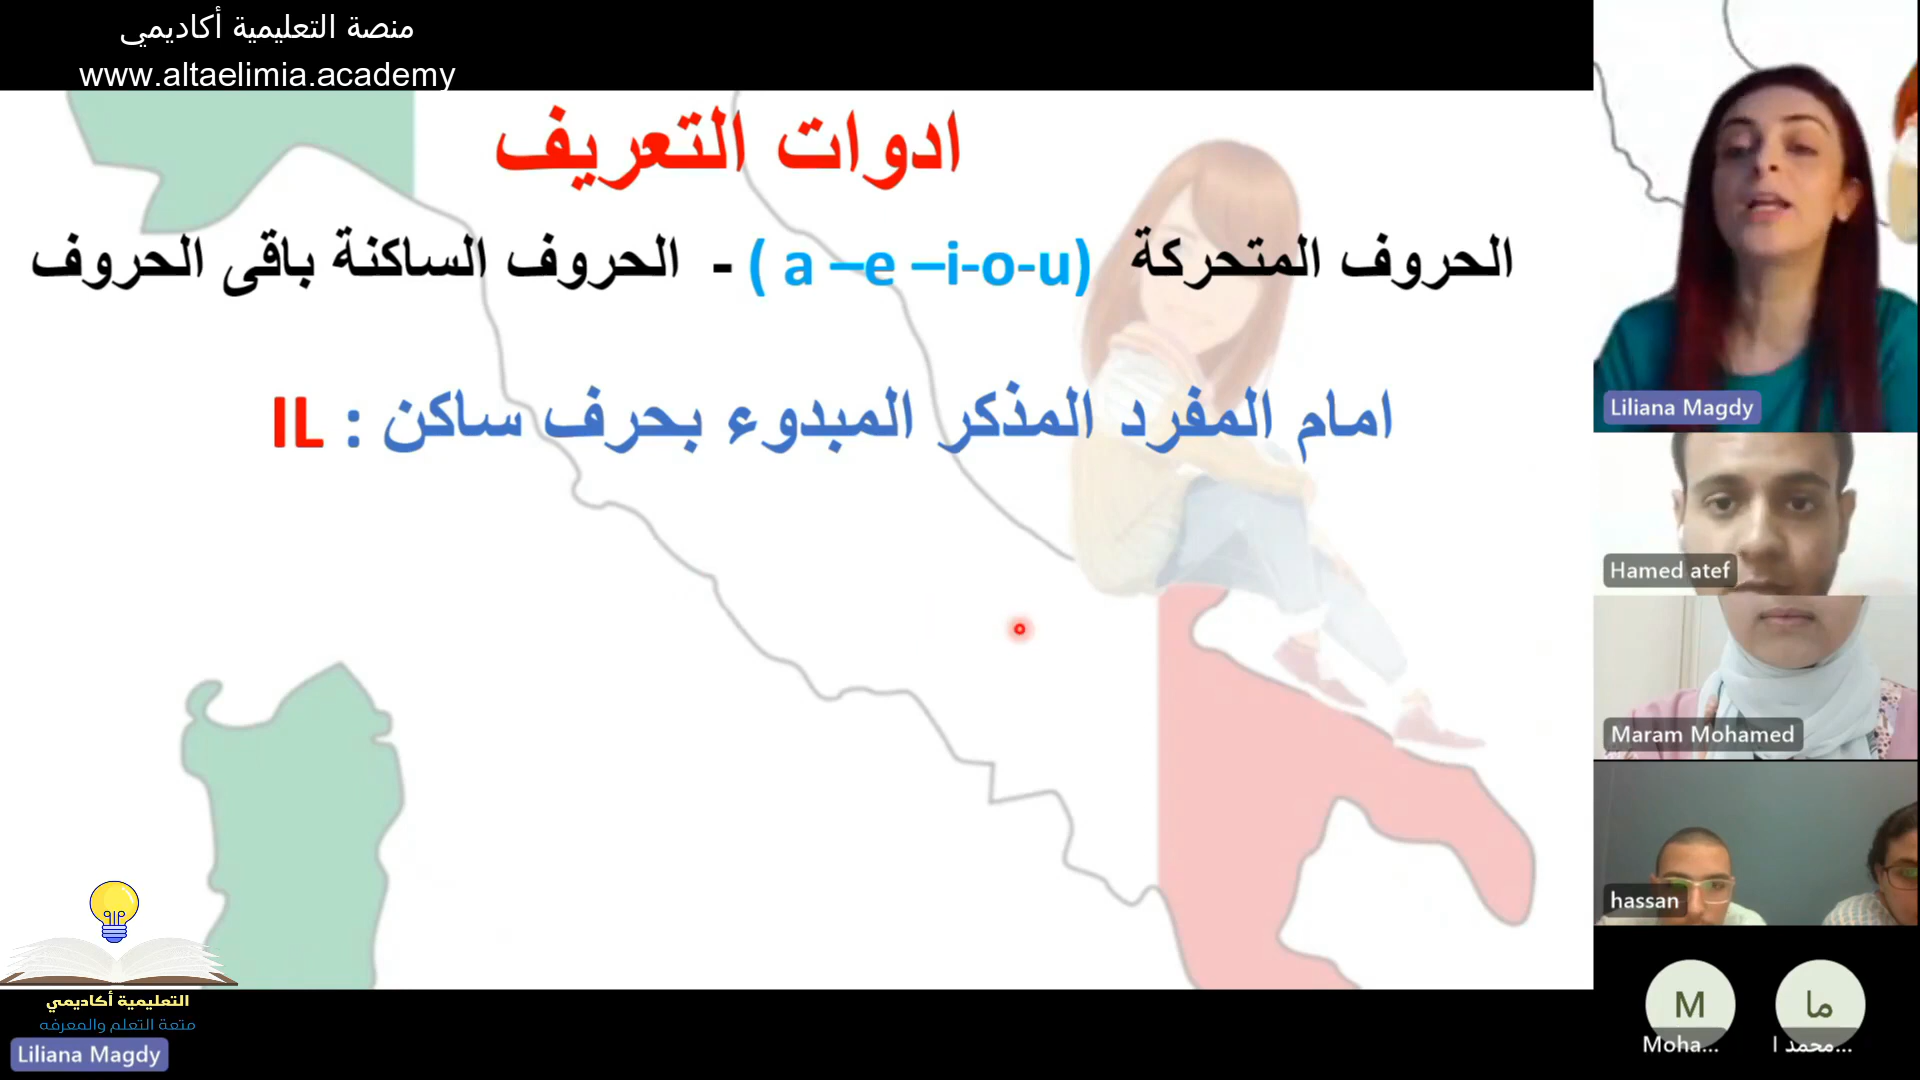 منصة التعليمية أكاديمي
www.altaelimia.academy
ادوات التعريف
الحروف المتحركة (a –e –i-o-u ) - الحروف الساكنة باقى الحروف
امام المفرد المذكر المبدوء بحرف ساكن : IL
Liliana Magdy
Hamed atef
Maram Mohamed
hassan
M
ما
Moha...
محمد ا...
التعليمية أكاديمي
متعة التعلم والمعرفه
Liliana Magdy